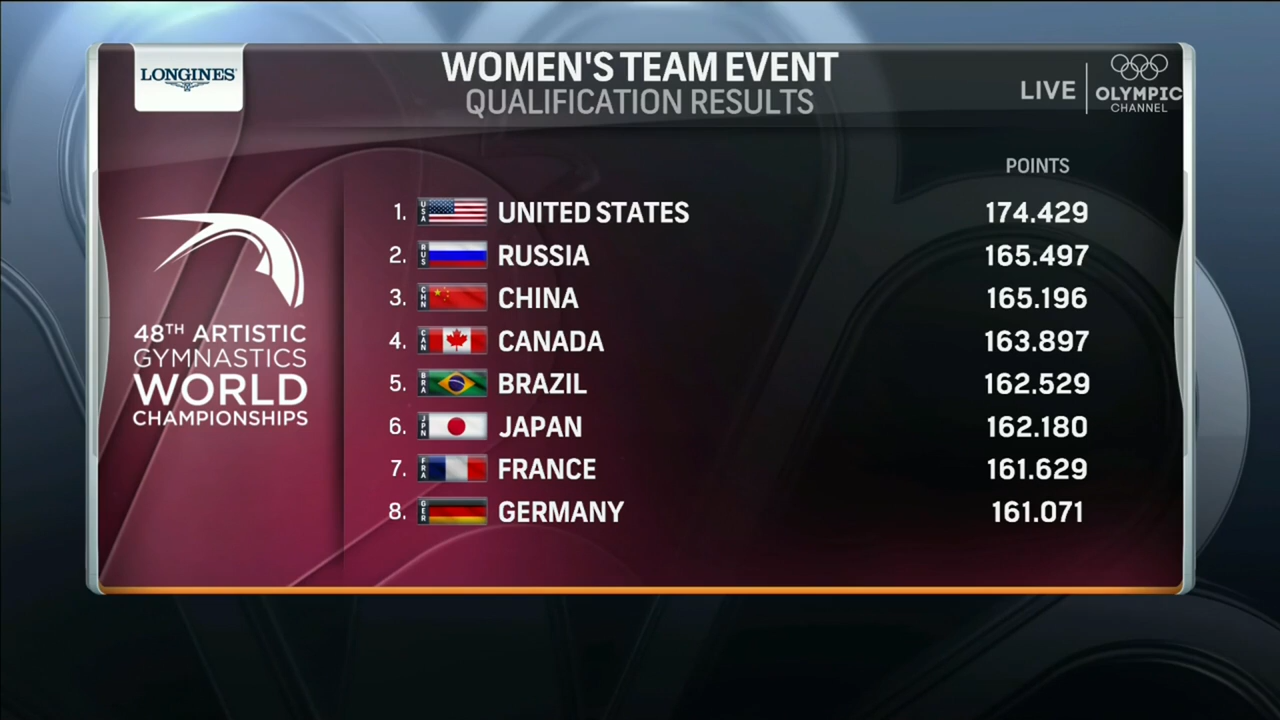 LONGINES
WOMEN'S TEAM EVENT
QUALIFICATION RESULTS
LIVE
OLYMPIC
CHANNEL
POINTS
1. USA UNITED STATES 174.429
2. RUS RUSSIA 165.497
3. CHN CHINA 165.196
4. CAN CANADA 163.897
5. BRA BRAZIL 162.529
6. JPN JAPAN 162.180
7. FRA FRANCE 161.629
8. GER GERMANY 161.071
48TH ARTISTIC
GYMNASTICS
WORLD
CHAMPIONSHIPS